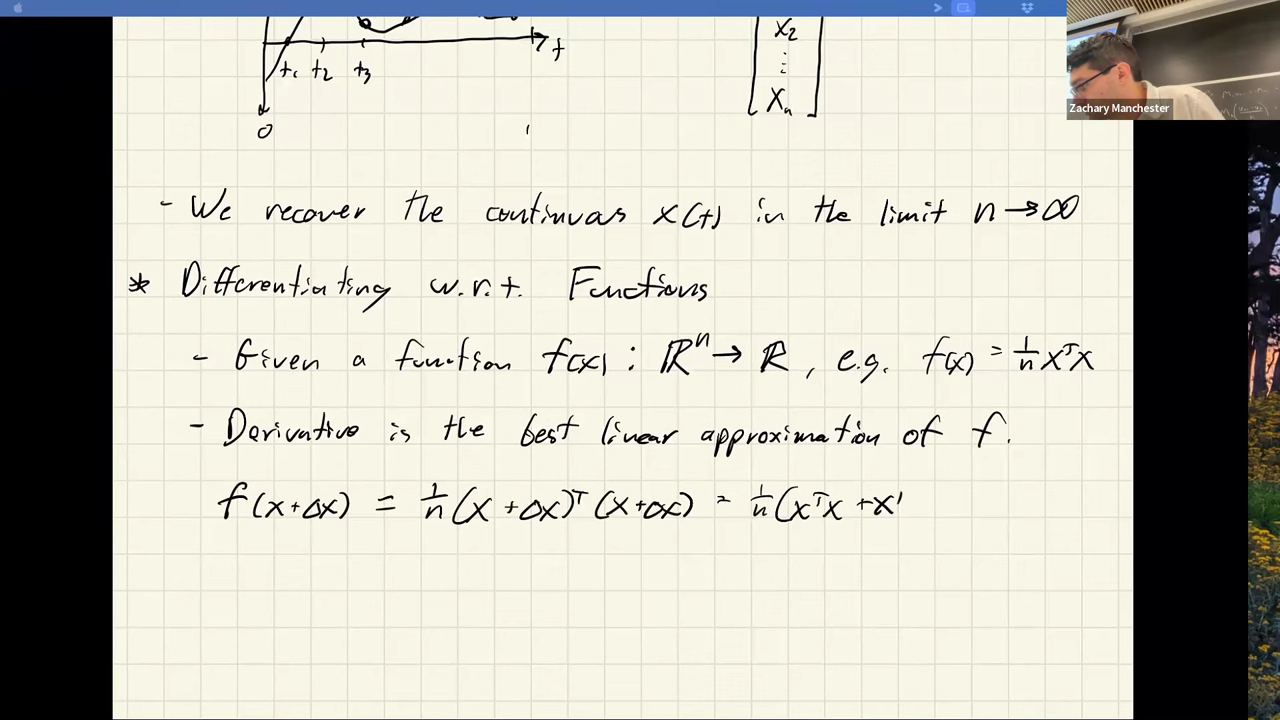 x2
⋮
xn
t
t1 t2 t3
0
Zachary Manchester
- We recover the continuos x(t) in the limit n → ∞
* Differentiating w.r.t. Functions
- Given a function f(x) : ℝⁿ → ℝ , e.g. f(x) = 1/n xᵀx
- Derivative is the best linear approximation of f.
f(x+Δx) = 1/n (x + Δx)ᵀ (x+Δx) = 1/n (xᵀx + x'